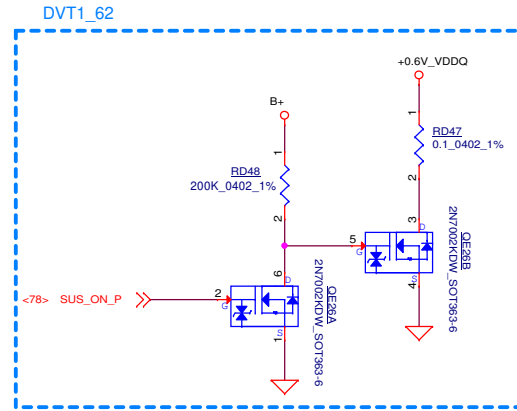 DVT1_62
+0.6V_VDDQ
1
RD47
0.1_0402_1%
2
B+
1
RD48
200K_0402_1%
2
3
D
5
G
S
4
QE26B
2N7002KDW_SOT363-6
6
D
<78> SUS_ON_P
2
G
S
1
QE26A
2N7002KDW_SOT363-6